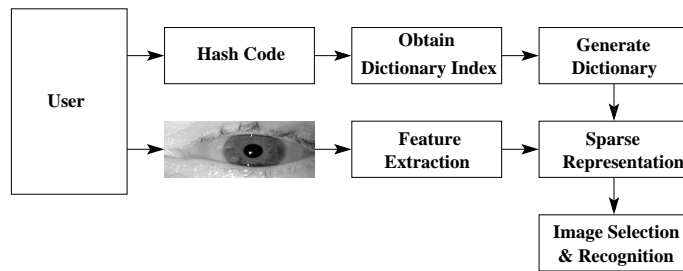 User
Hash Code
Obtain
Dictionary Index
Generate
Dictionary
Feature
Extraction
Sparse
Representation
Image Selection
& Recognition